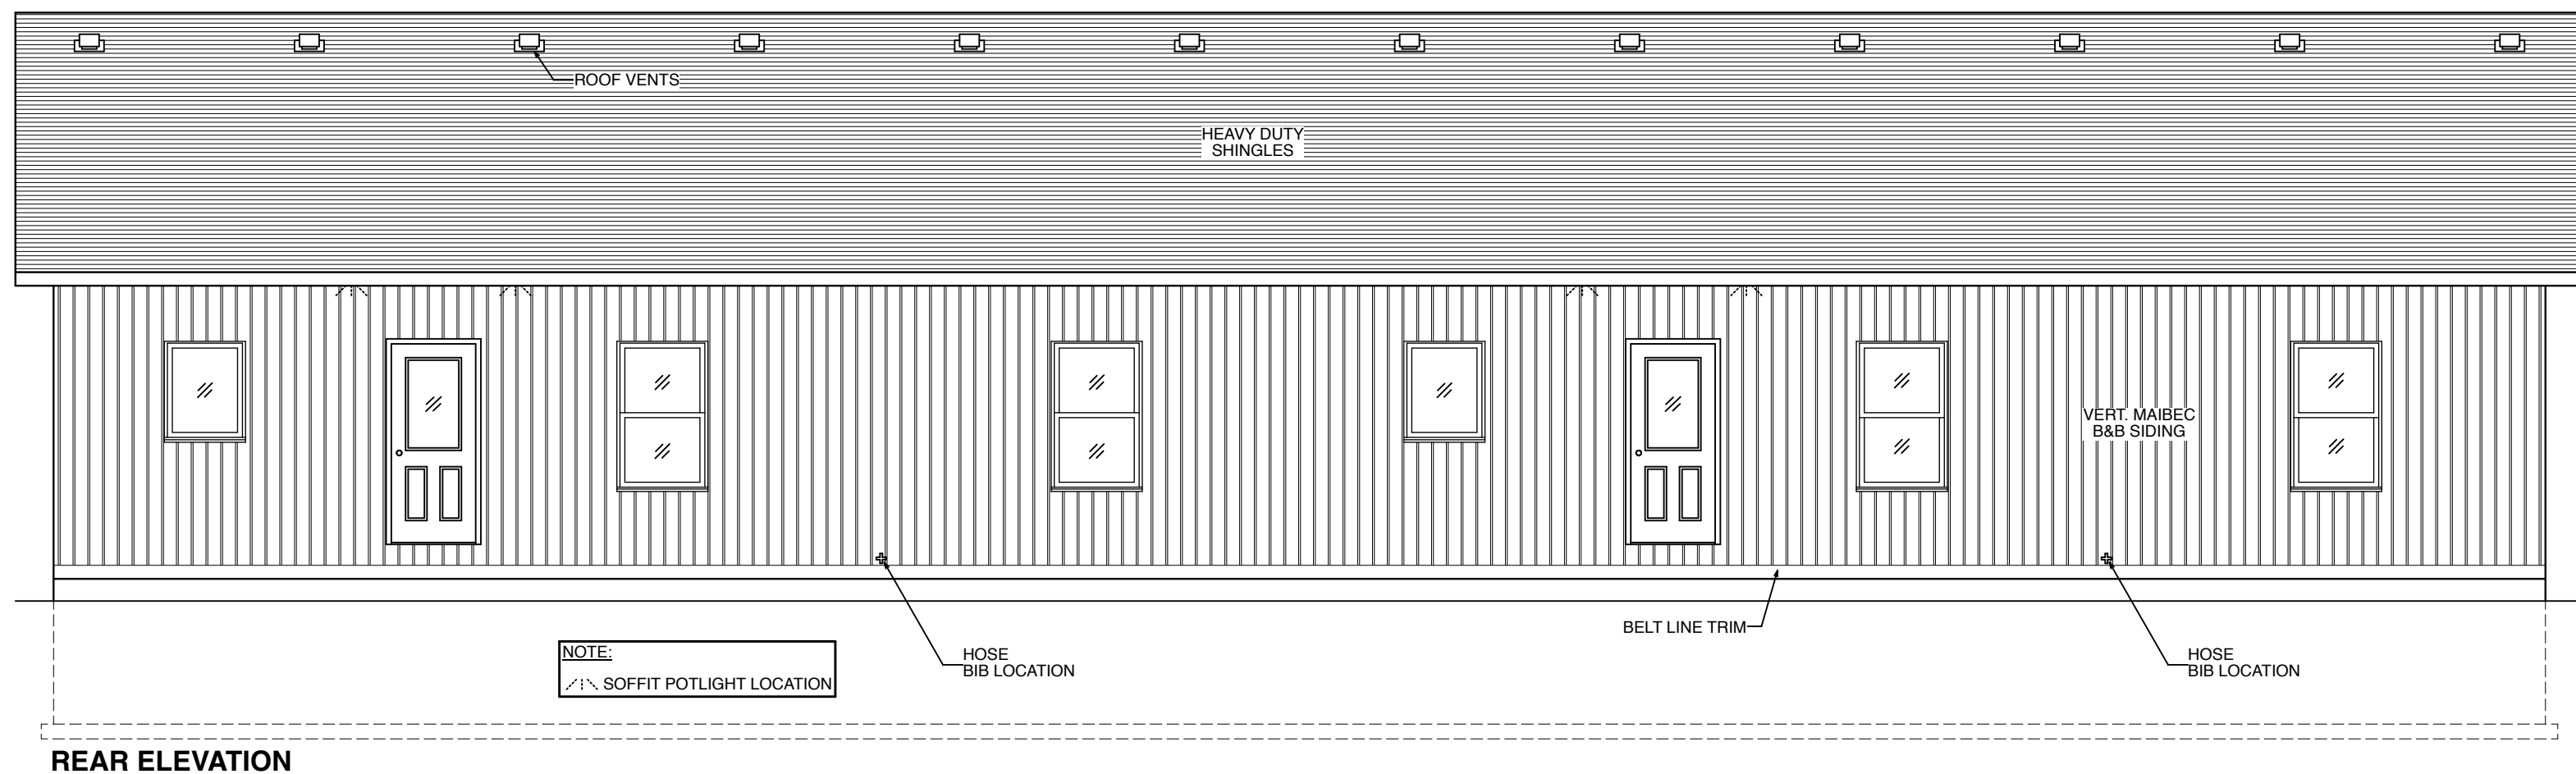 ROOF VENTS
HEAVY DUTY
SHINGLES
VERT. MAIBEC
B&B SIDING
BELT LINE TRIM
NOTE:
SOFFIT POTLIGHT LOCATION
HOSE
BIB LOCATION
HOSE
BIB LOCATION
REAR ELEVATION